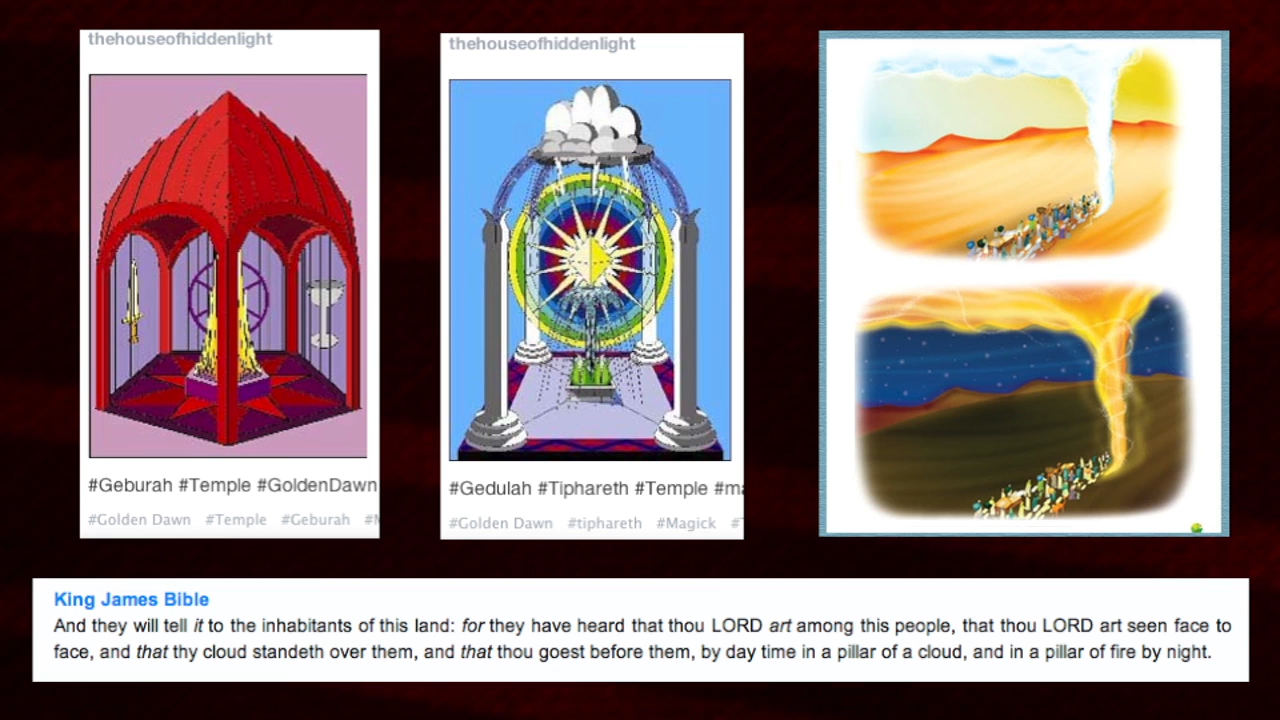 thehouseofhiddenlight
#Geburah #Temple #GoldenDawn
#Golden Dawn #Temple #Geburah
thehouseofhiddenlight
#Gedulah #Tiphareth #Temple
#Golden Dawn #tiphareth #Magick
King James Bible
And they will tell it to the inhabitants of this land: for they have heard that thou LORD art among this people, that thou LORD art seen face to
face, and that thy cloud standeth over them, and that thou goest before them, by day time in a pillar of a cloud, and in a pillar of fire by night.